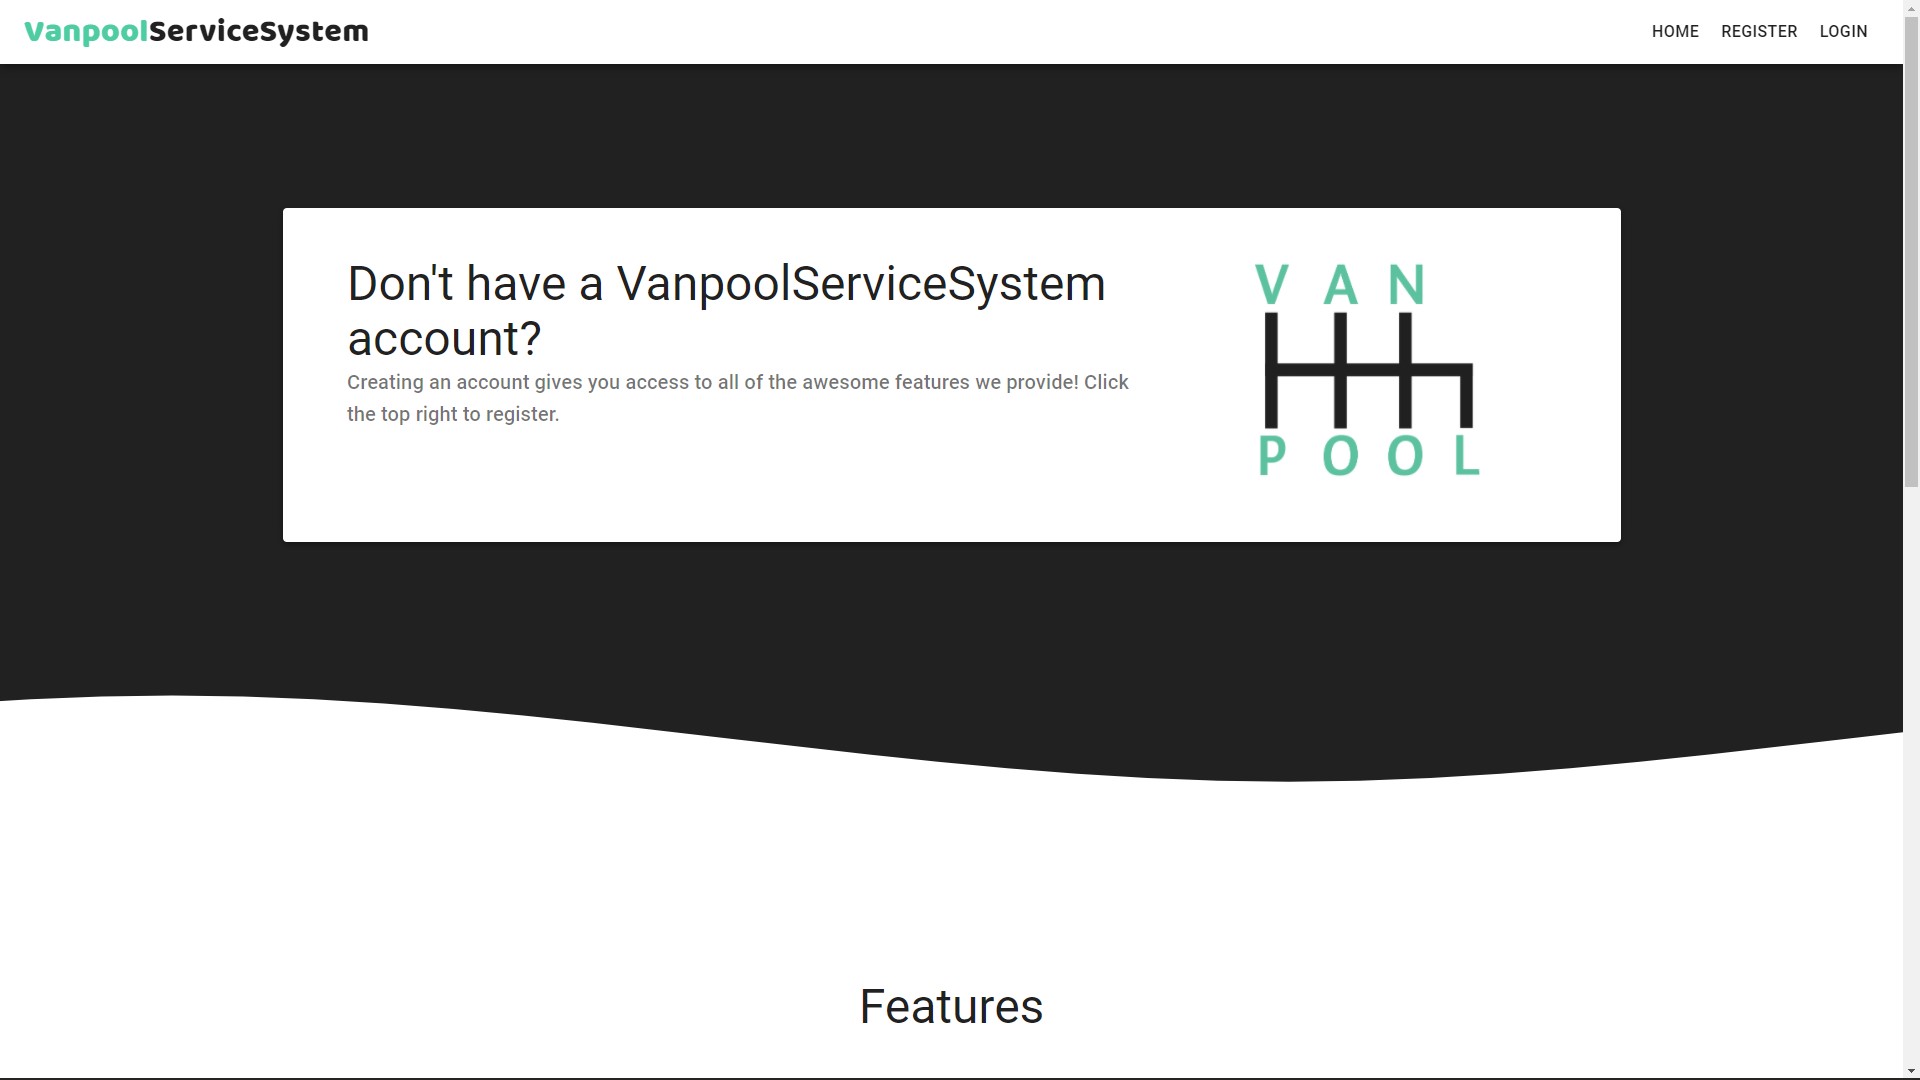 VanpoolServiceSystem
HOME REGISTER LOGIN
Don't have a VanpoolServiceSystem
account?
Creating an account gives you access to all of the awesome features we provide! Click
the top right to register.
V A N
P O O L
Features